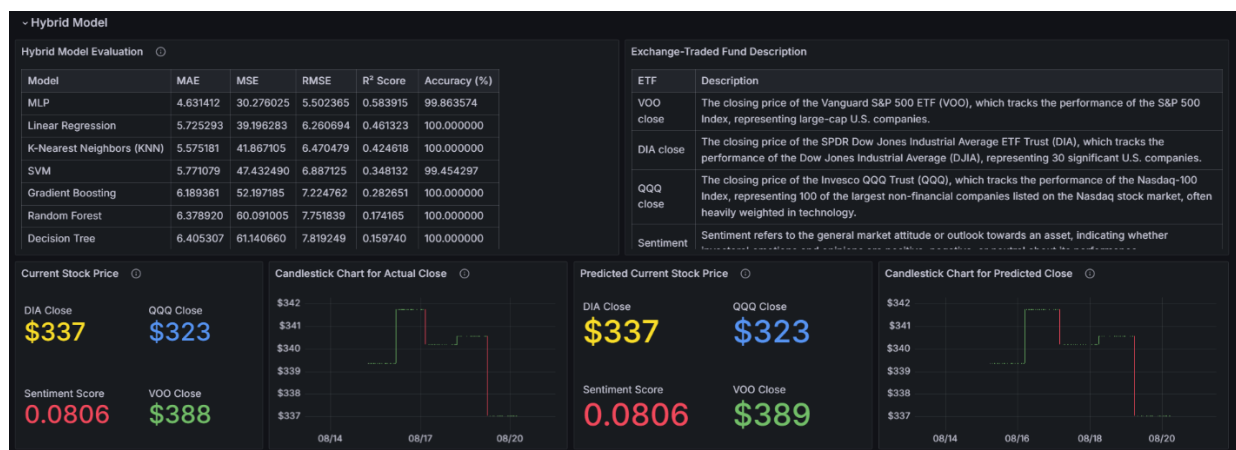 Hybrid Model
Hybrid Model Evaluation
Model MAE MSE RMSE R² Score Accuracy (%)
MLP 4.631412 30.276025 5.502365 0.583915 99.863574
Linear Regression 5.725293 39.196283 6.260694 0.461323 100.000000
K-Nearest Neighbors (KNN) 5.575181 41.867105 6.470479 0.424618 100.000000
SVM 5.771079 47.432490 6.887125 0.348132 99.454297
Gradient Boosting 6.189361 52.197185 7.224762 0.282651 100.000000
Random Forest 6.378920 60.091005 7.751839 0.174165 100.000000
Decision Tree 6.405307 61.140660 7.819249 0.159740 100.000000
Exchange-Traded Fund Description
ETF Description
VOO close
The closing price of the Vanguard S&P 500 ETF (VOO), which tracks the performance of the S&P 500
Index, representing large-cap U.S. companies.
DIA close
The closing price of the SPDR Dow Jones Industrial Average ETF Trust (DIA), which tracks the
performance of the Dow Jones Industrial Average (DJIA), representing 30 significant U.S. companies.
QQQ close
The closing price of the Invesco QQQ Trust (QQQ), which tracks the performance of the Nasdaq-100
Index, representing 100 of the largest non-financial companies listed on the Nasdaq stock market, often
heavily weighted in technology.
Sentiment
Sentiment refers to the general market attitude or outlook towards an asset, indicating whether
Current Stock Price
DIA Close QQQ Close
$337 $323
Sentiment Score VOO Close
0.0806 $388
Candlestick Chart for Actual Close
$342
$341
$340
$339
$338
$337
08/14 08/17 08/20
Predicted Current Stock Price
DIA Close QQQ Close
$337 $323
Sentiment Score VOO Close
0.0806 $389
Candlestick Chart for Predicted Close
$342
$341
$340
$339
$338
$337
08/14 08/16 08/18 08/20